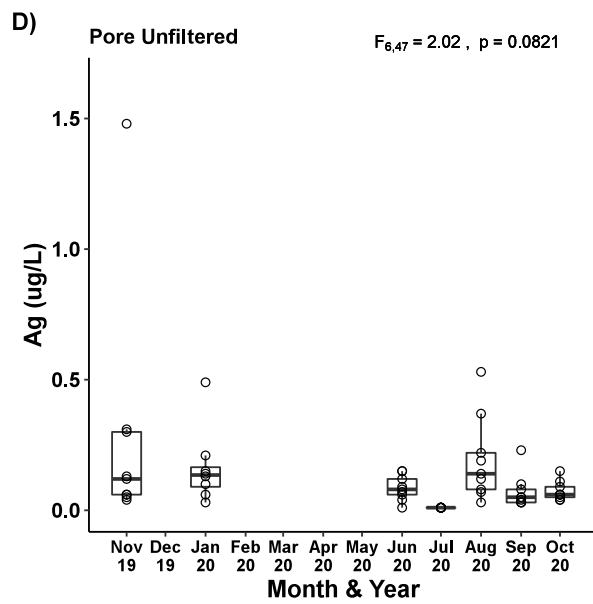 D)
Pore Unfiltered
F6,47 = 2.02 , p = 0.0821
1.5
1.0
0.5
0.0
Ag (ug/L)
Nov Dec Jan Feb Mar Apr May Jun Jul Aug Sep Oct
19 19 20 20 20 20 20 20 20 20 20 20
Month & Year